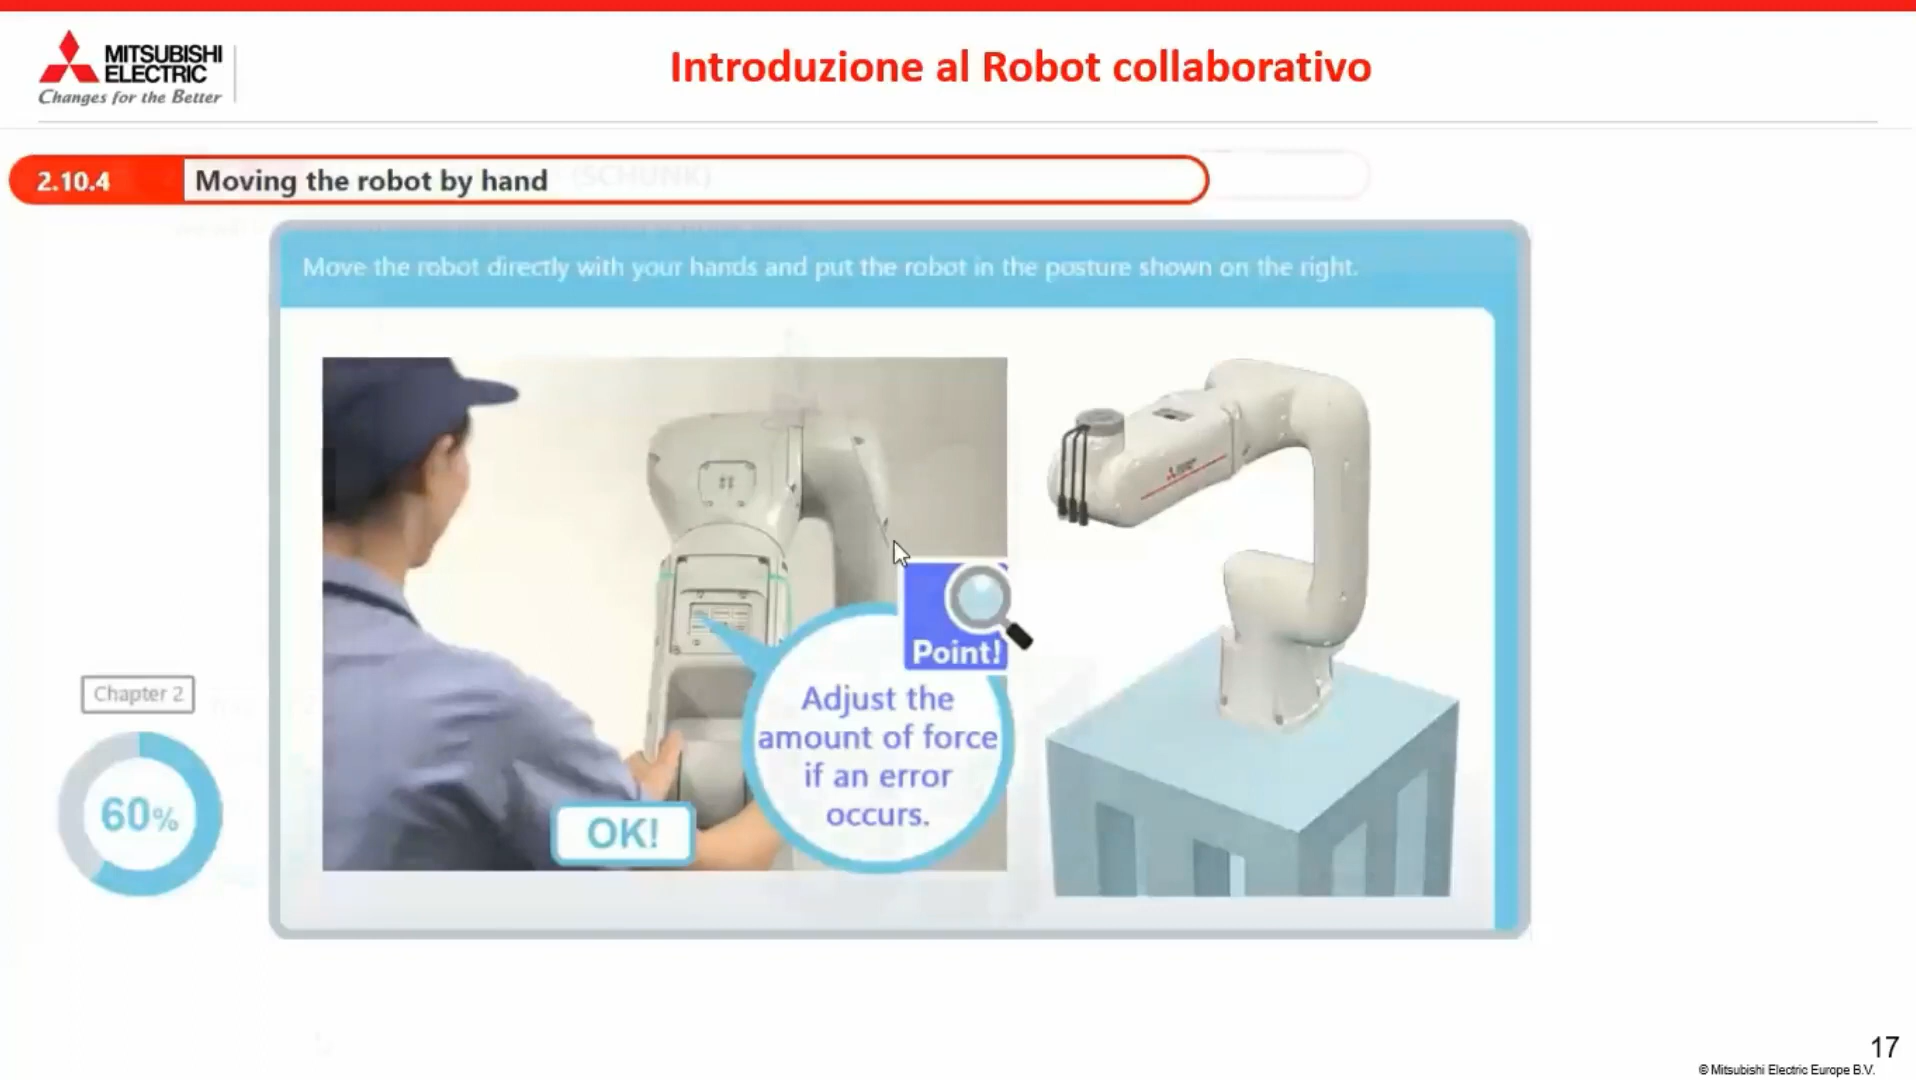 MITSUBISHI
ELECTRIC
Changes for the Better
Introduzione al Robot collaborativo
2.10.4
Moving the robot by hand
(SCHUNK)
Move the robot directly with your hands and put the robot in the posture shown on the right.
Point!
Adjust the
amount of force
if an error
occurs.
OK!
Chapter 2
60%
17
© Mitsubishi Electric Europe B.V.